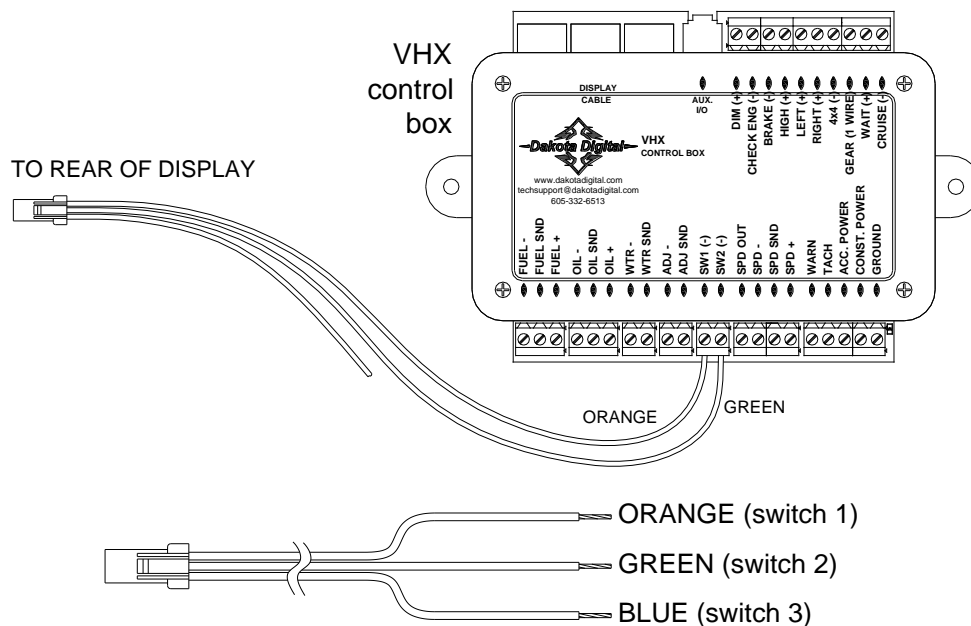 VHX
control
box
TO REAR OF DISPLAY
DISPLAY
CABLE
AUX.
I/O
DIM (+)
CHECK ENG (-)
BRAKE (-)
HIGH (+)
LEFT (+)
RIGHT (+)
4x4 (-)
GEAR (1 WIRE)
WAIT (+)
CRUISE (-)
Dakota Digital
VHX
CONTROL BOX
www.dakotadigital.com
techsupport@dakotadigital.com
605-332-6513
FUEL -
FUEL SND
FUEL +
OIL -
OIL SND
OIL +
WTR -
WTR SND
ADJ -
ADJ SND
SW1 (-)
SW2 (-)
SPD OUT
SPD -
SPD SND
SPD +
WARN
TACH
ACC. POWER
CONST. POWER
GROUND
ORANGE
GREEN
ORANGE (switch 1)
GREEN (switch 2)
BLUE (switch 3)